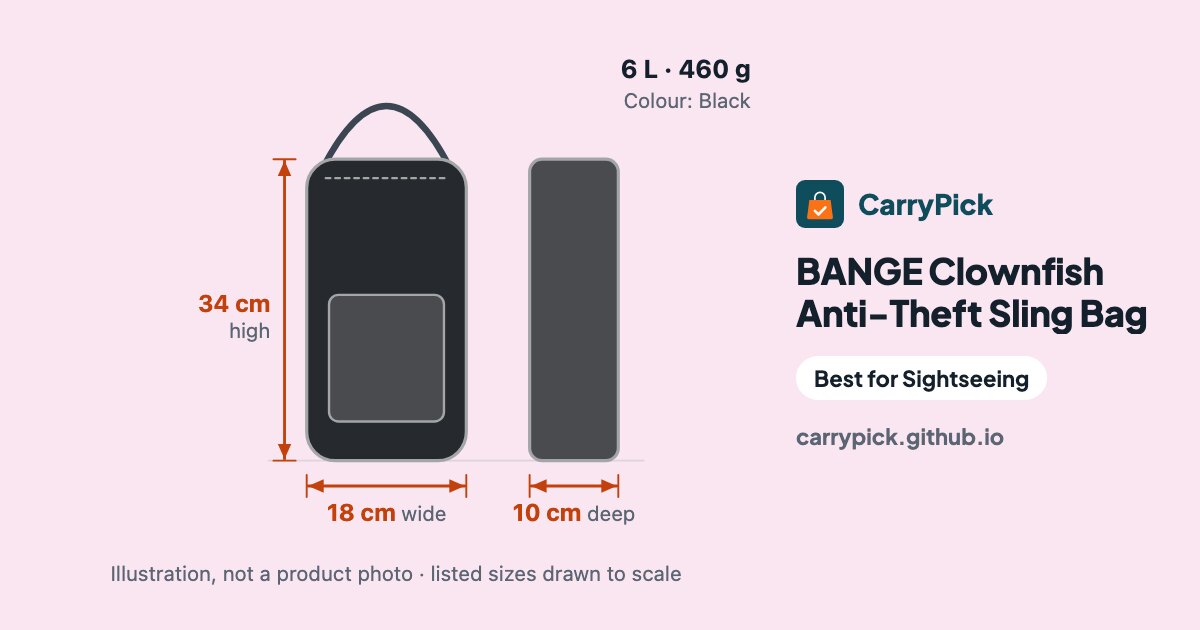 6 L · 460 g
Colour: Black
34 cm
high
18 cm wide
10 cm deep
Illustration, not a product photo · listed sizes drawn to scale
CarryPick
BANGE Clownfish
Anti-Theft Sling Bag
Best for Sightseeing
carrypick.github.io